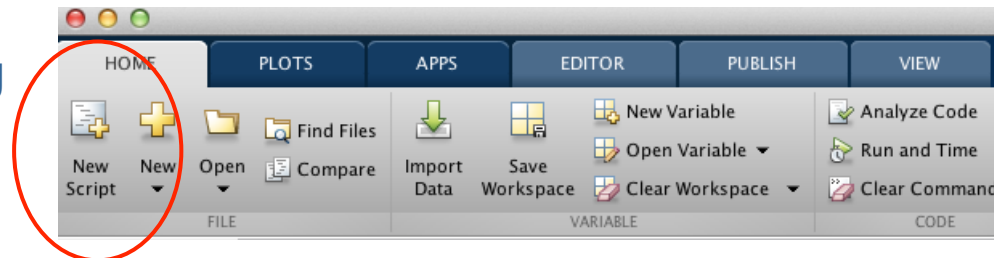 HOME PLOTS APPS EDITOR PUBLISH VIEW
New Script
New
Open
Find Files
Compare
FILE
Import Data
Save Workspace
New Variable
Open Variable
Clear Workspace
VARIABLE
Analyze Code
Run and Time
Clear Command
CODE